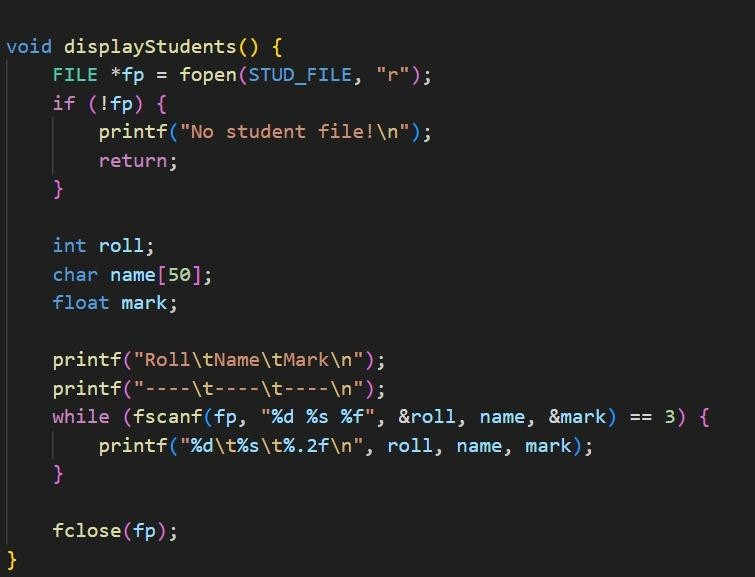 void displayStudents() {
    FILE *fp = fopen(STUD_FILE, "r");
    if (!fp) {
        printf("No student file!\n");
        return;
    }

    int roll;
    char name[50];
    float mark;

    printf("Roll\tName\tMark\n");
    printf("----\t----\t----\n");
    while (fscanf(fp, "%d %s %f", &roll, name, &mark) == 3) {
        printf("%d\t%s\t%.2f\n", roll, name, mark);
    }

    fclose(fp);
}